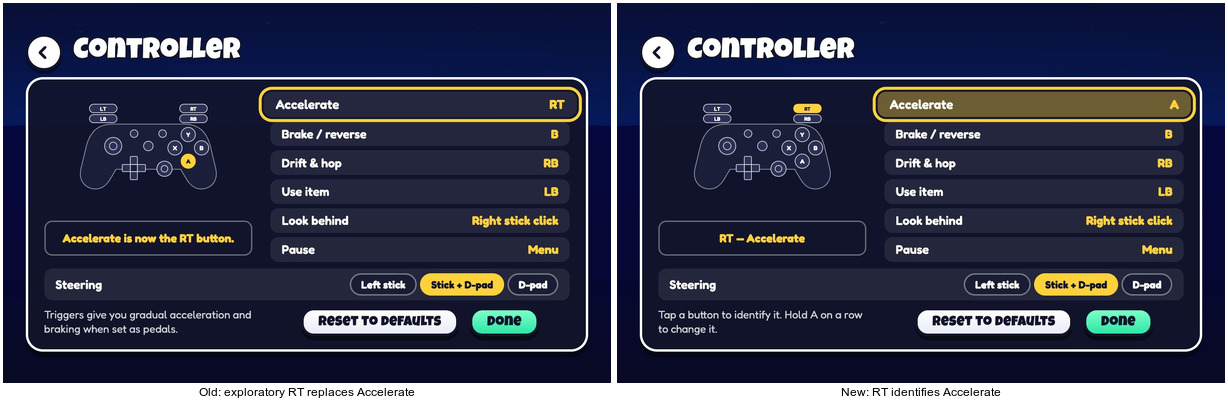 CONTROLLER
LT
RT
LB
RB
Y
X
B
A
Accelerate RT
Brake / reverse B
Drift & hop RB
Use item LB
Look behind Right stick click
Pause Menu
Accelerate is now the RT button.
Steering Left stick Stick + D-pad D-pad
Triggers give you gradual acceleration and
braking when set as pedals.
RESET TO DEFAULTS DONE
Old: exploratory RT replaces Accelerate
CONTROLLER
LT
RT
LB
RB
Y
X
B
A
Accelerate A
Brake / reverse B
Drift & hop RB
Use item LB
Look behind Right stick click
Pause Menu
RT – Accelerate
Steering Left stick Stick + D-pad D-pad
Tap a button to identify it. Hold A on a row
to change it.
RESET TO DEFAULTS DONE
New: RT identifies Accelerate